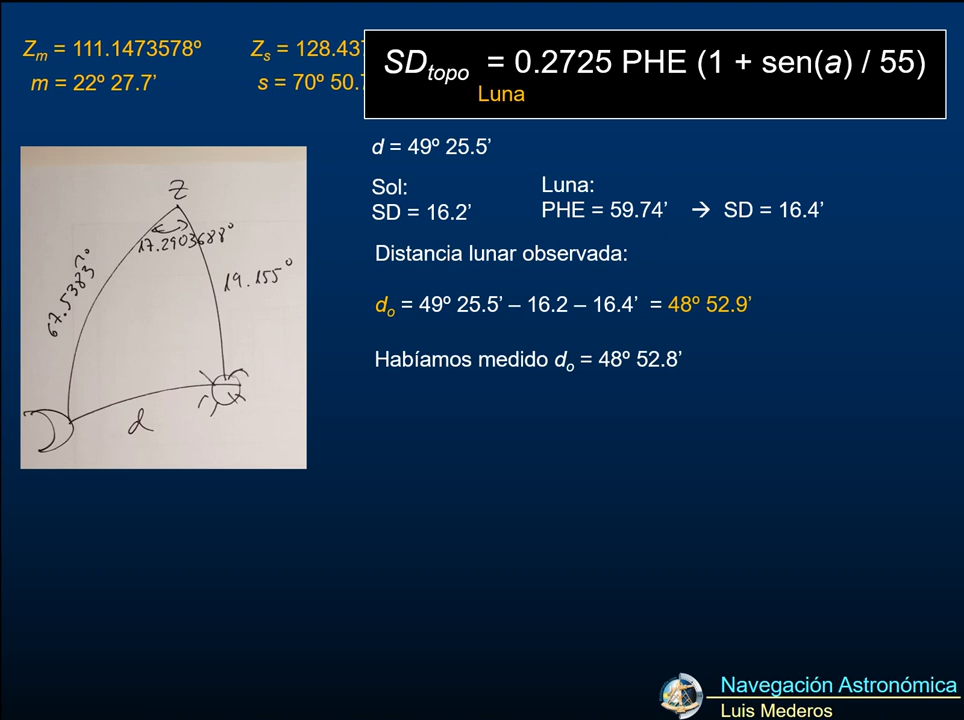 Zm = 111.1473578º
Zs = 128.437
m = 22º 27.7’
s = 70º 50.7
SDtopo = 0.2725 PHE (1 + sen(a) / 55)
Luna
d = 49º 25.5’
Sol:
SD = 16.2’
Luna:
PHE = 59.74’ → SD = 16.4’
Distancia lunar observada:
do = 49º 25.5’ – 16.2 – 16.4’ = 48º 52.9’
Habíamos medido do = 48º 52.8’
Z
17.2903688º
67.5383º
19.155º
d
Navegación Astronómica
Luis Mederos